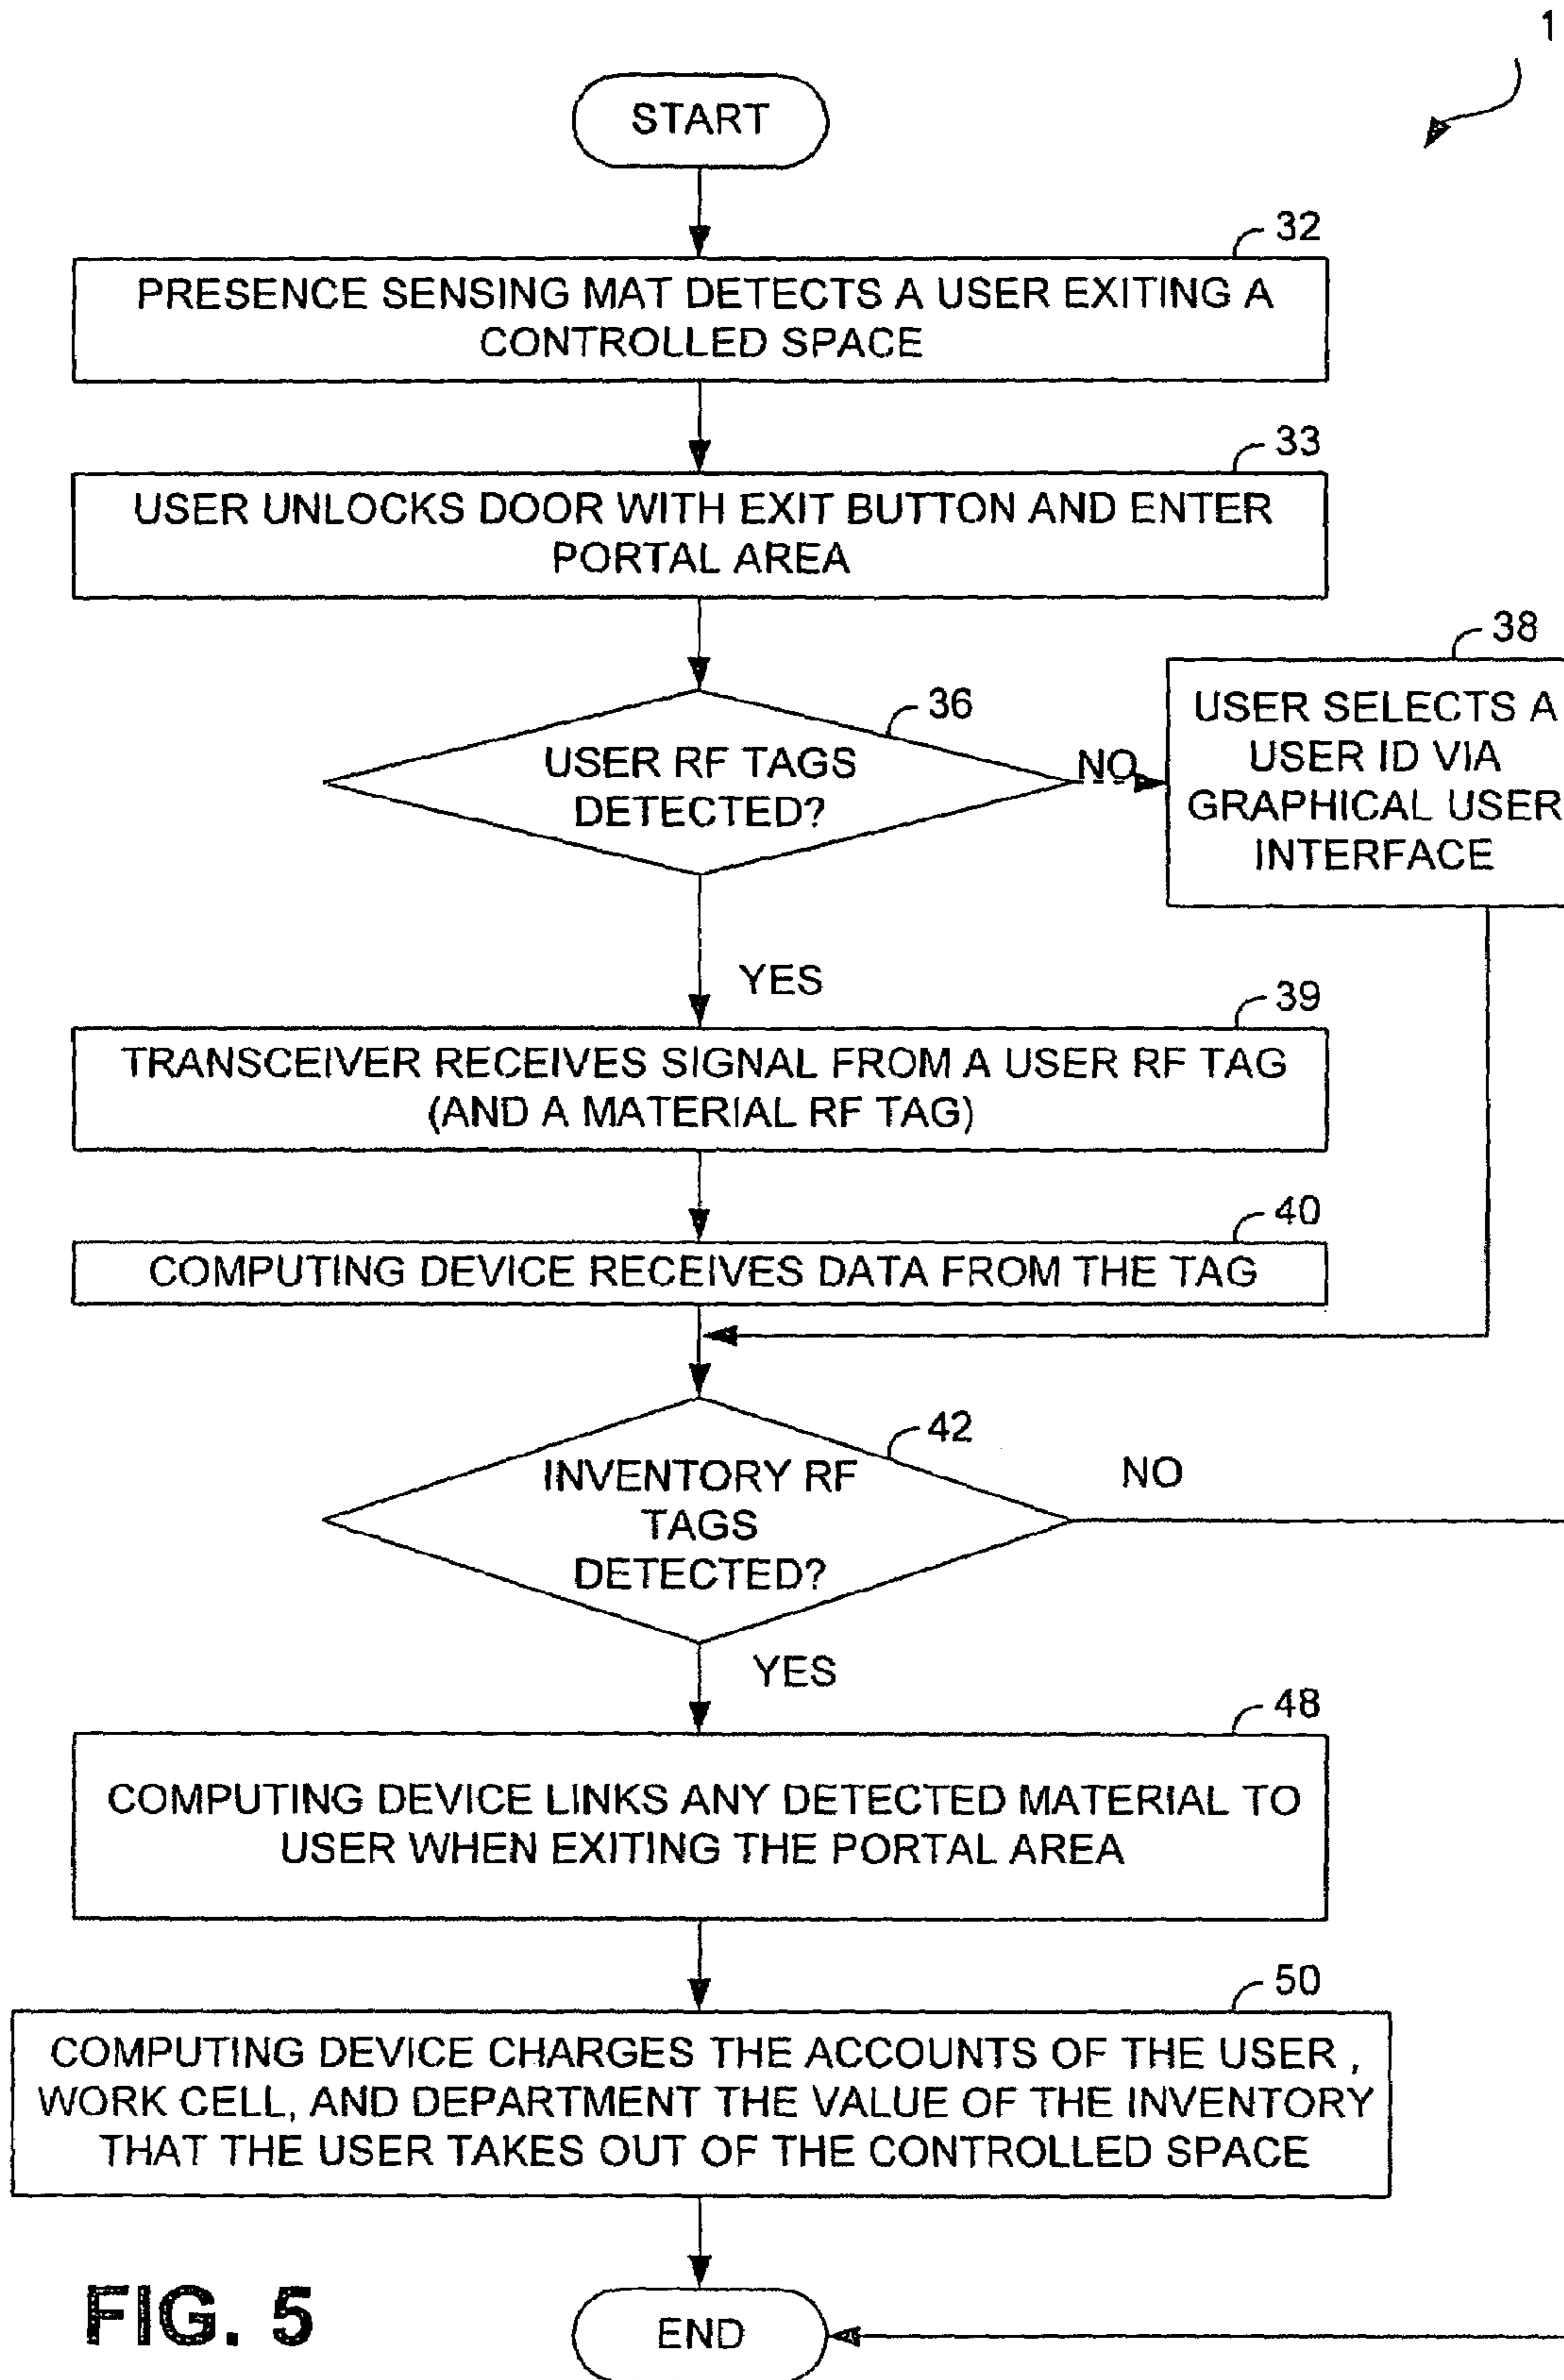 1
START
32
PRESENCE SENSING MAT DETECTS A USER EXITING A
CONTROLLED SPACE
33
USER UNLOCKS DOOR WITH EXIT BUTTON AND ENTER
PORTAL AREA
36
USER RF TAGS
DETECTED?
NO
38
USER SELECTS A
USER ID VIA
GRAPHICAL USER
INTERFACE
YES
39
TRANSCEIVER RECEIVES SIGNAL FROM A USER RF TAG
(AND A MATERIAL RF TAG)
40
COMPUTING DEVICE RECEIVES DATA FROM THE TAG
42
INVENTORY RF
TAGS
DETECTED?
NO
YES
48
COMPUTING DEVICE LINKS ANY DETECTED MATERIAL TO
USER WHEN EXITING THE PORTAL AREA
50
COMPUTING DEVICE CHARGES THE ACCOUNTS OF THE USER ,
WORK CELL, AND DEPARTMENT THE VALUE OF THE INVENTORY
THAT THE USER TAKES OUT OF THE CONTROLLED SPACE
FIG. 5
END